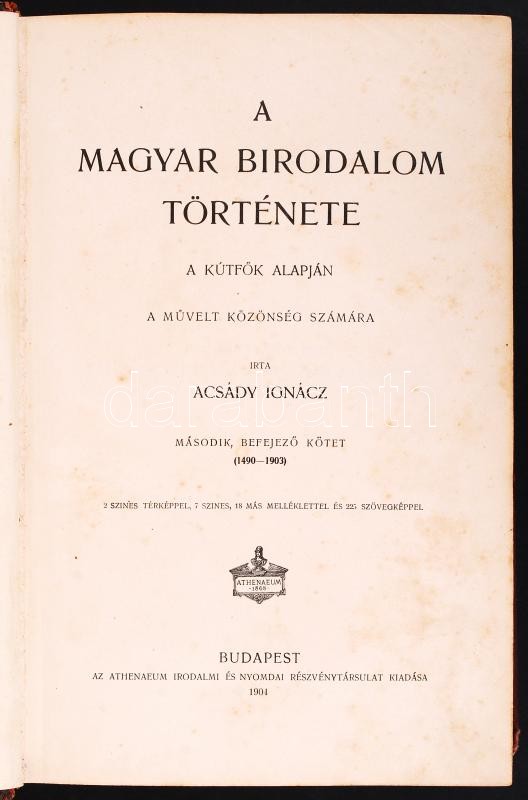 A
MAGYAR BIRODALOM
TÖRTÉNETE
A KÚTFŐK ALAPJÁN
A MŰVELT KÖZÖNSÉG SZÁMÁRA
IRTA
ACSÁDY IGNÁCZ
darabanth
MÁSODIK, BEFEJEZŐ KÖTET
(1490—1903)
2 SZINES TÉRKÉPPEL, 7 SZINES, 18 MÁS MELLÉKLETTEL ÉS 225 SZÖVEGKÉPPEL
ATHENAEUM
-1868-
BUDAPEST
AZ ATHENAEUM IRODALMI ÉS NYOMDAI RÉSZVÉNYTÁRSULAT KIADÁSA
1904